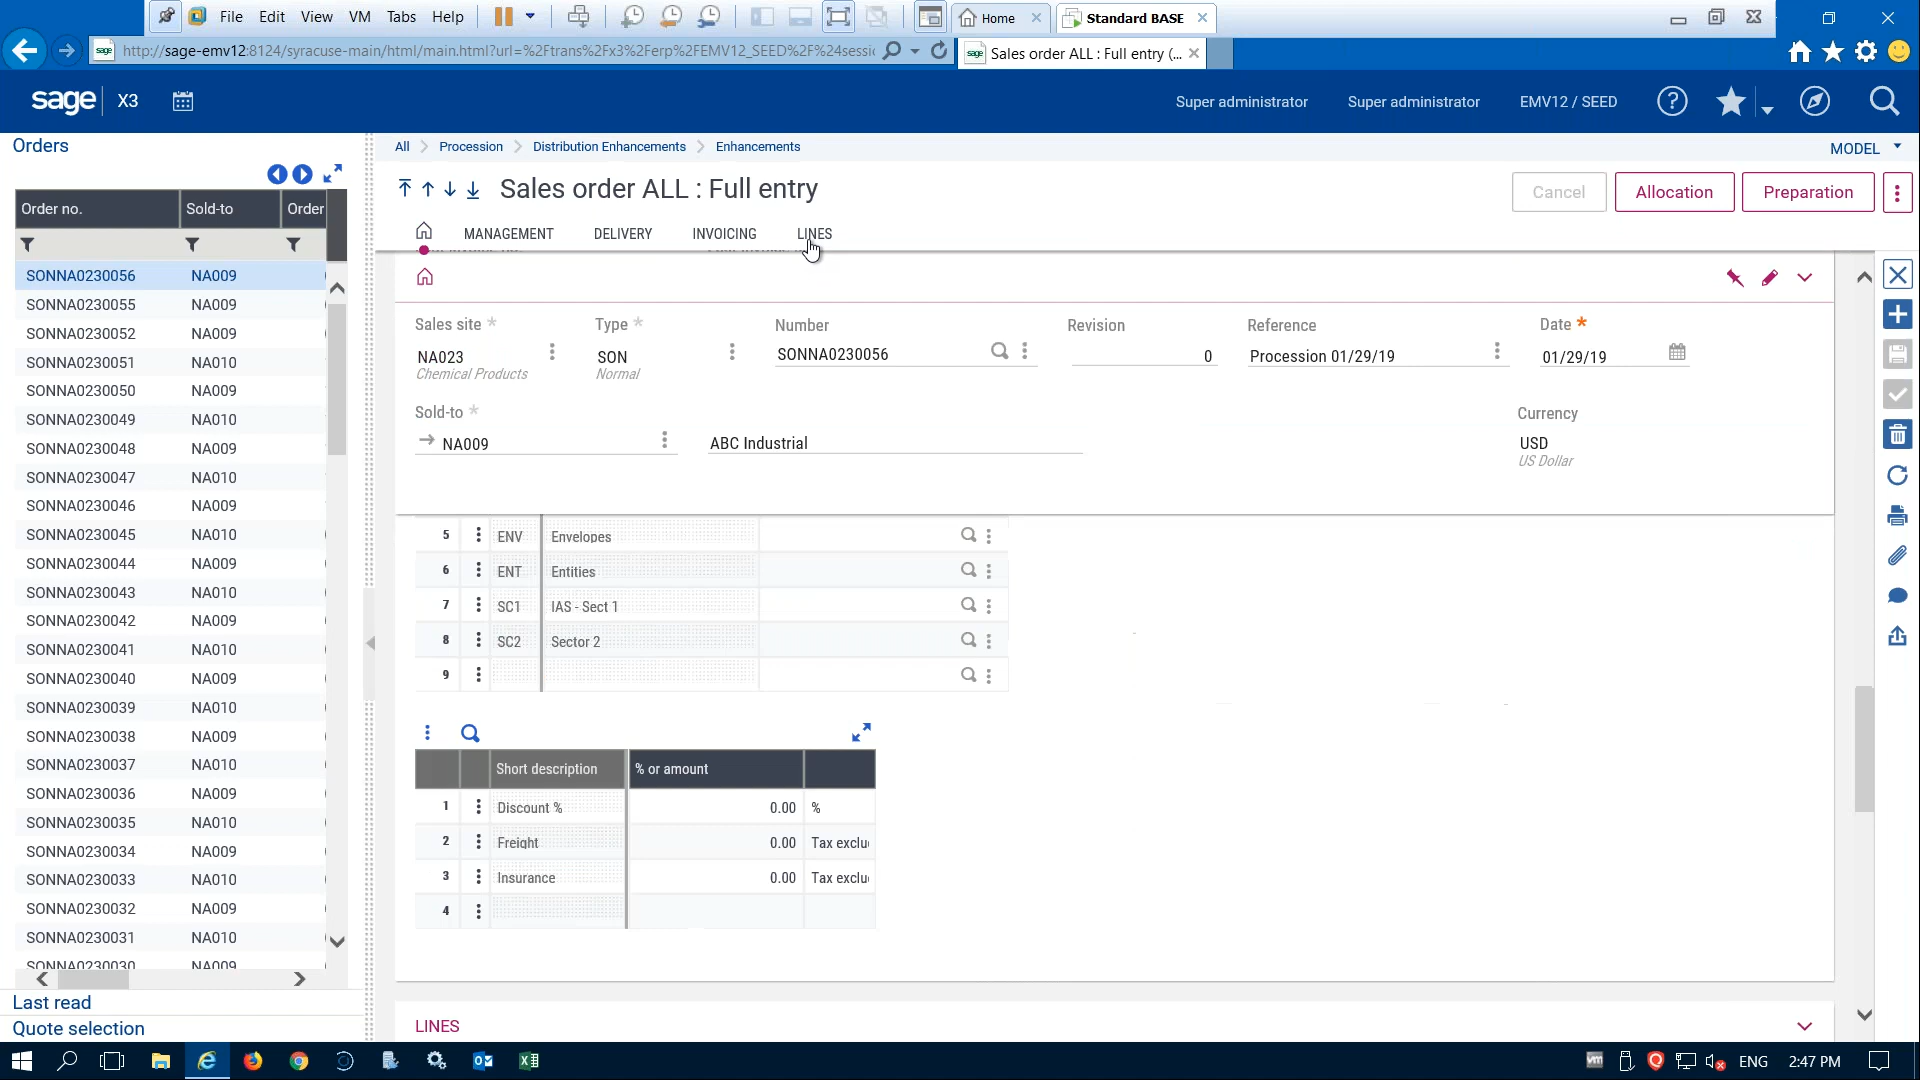 File Edit View VM Tabs Help
Home
Standard BASE
http://sage-emv12:8124/syracuse-main/html/main.html?url=%2Ftrans%2Fx3%2Ferp%2FEMV12_SEED%2F%24sessi
Sales order ALL : Full entry (...
sage X3
Super administrator
Super administrator
EMV12 / SEED
Orders
All Procession Distribution Enhancements Enhancements
MODEL
Sales order ALL : Full entry
Cancel
Allocation
Preparation
MANAGEMENT DELIVERY INVOICING LINES
Order no. Sold-to Order
SONNA0230056 NA009
SONNA0230055 NA009
SONNA0230052 NA009
SONNA0230051 NA010
SONNA0230050 NA009
SONNA0230049 NA010
SONNA0230048 NA009
SONNA0230047 NA010
SONNA0230046 NA009
SONNA0230045 NA010
SONNA0230044 NA009
SONNA0230043 NA010
SONNA0230042 NA009
SONNA0230041 NA010
SONNA0230040 NA009
SONNA0230039 NA010
SONNA0230038 NA009
SONNA0230037 NA010
SONNA0230036 NA009
SONNA0230035 NA010
SONNA0230034 NA009
SONNA0230033 NA010
SONNA0230032 NA009
SONNA0230031 NA010
SONNA0230030 NA009
Last read
Quote selection
Sales site * Type * Number Revision Reference Date *
NA023 SON SONNA0230056 0 Procession 01/29/19 01/29/19
Chemical Products Normal
Sold-to * Currency
NA009 ABC Industrial USD
US Dollar
5 ENV Envelopes
6 ENT Entities
7 SC1 IAS - Sect 1
8 SC2 Sector 2
9
Short description % or amount
1 Discount % 0.00 %
2 Freight 0.00 Tax exclu
3 Insurance 0.00 Tax exclu
4
LINES
ENG 2:47 PM